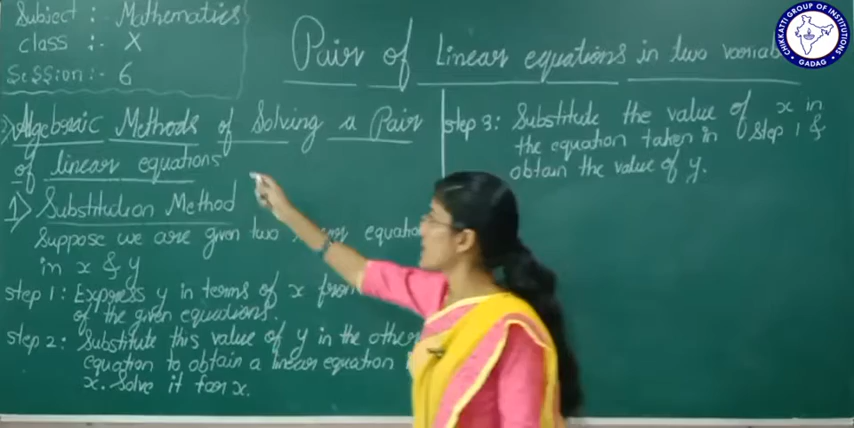 Subject : Mathematics
class :- X
Session :- 6
Pair of Linear equations in two variab
CHIKKATTI GROUP OF INSTITUTIONS
GADAG
Algebraic Methods of Solving a Pair
of linear equations
1) Substitution Method
Suppose we are given two equatio
in x & y
step 1: Express y in terms of x from
of the given equations.
step 2: Substitute this value of y in the other
equation to obtain a linear equation
x. Solve it for x.
step 3: Substitute the value of x in
the equation taken in step 1 &
obtain the value of y.